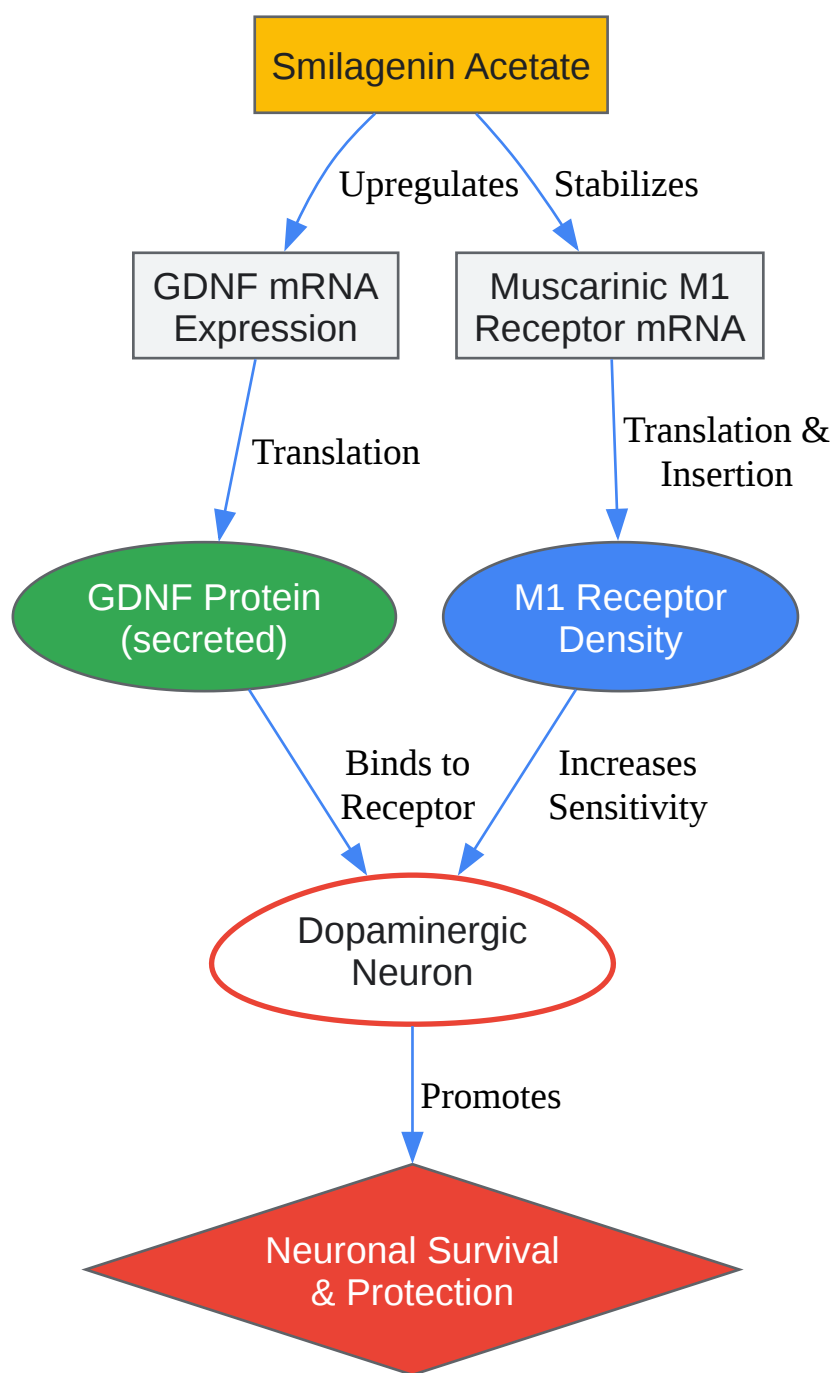 Smilagenin Acetate
Upregulates
Stabilizes
GDNF mRNA
Expression
Muscarinic M1
Receptor mRNA
Translation
Translation &
Insertion
GDNF Protein
(secreted)
M1 Receptor
Density
Binds to
Receptor
Increases
Sensitivity
Dopaminergic
Neuron
Promotes
Neuronal Survival
& Protection